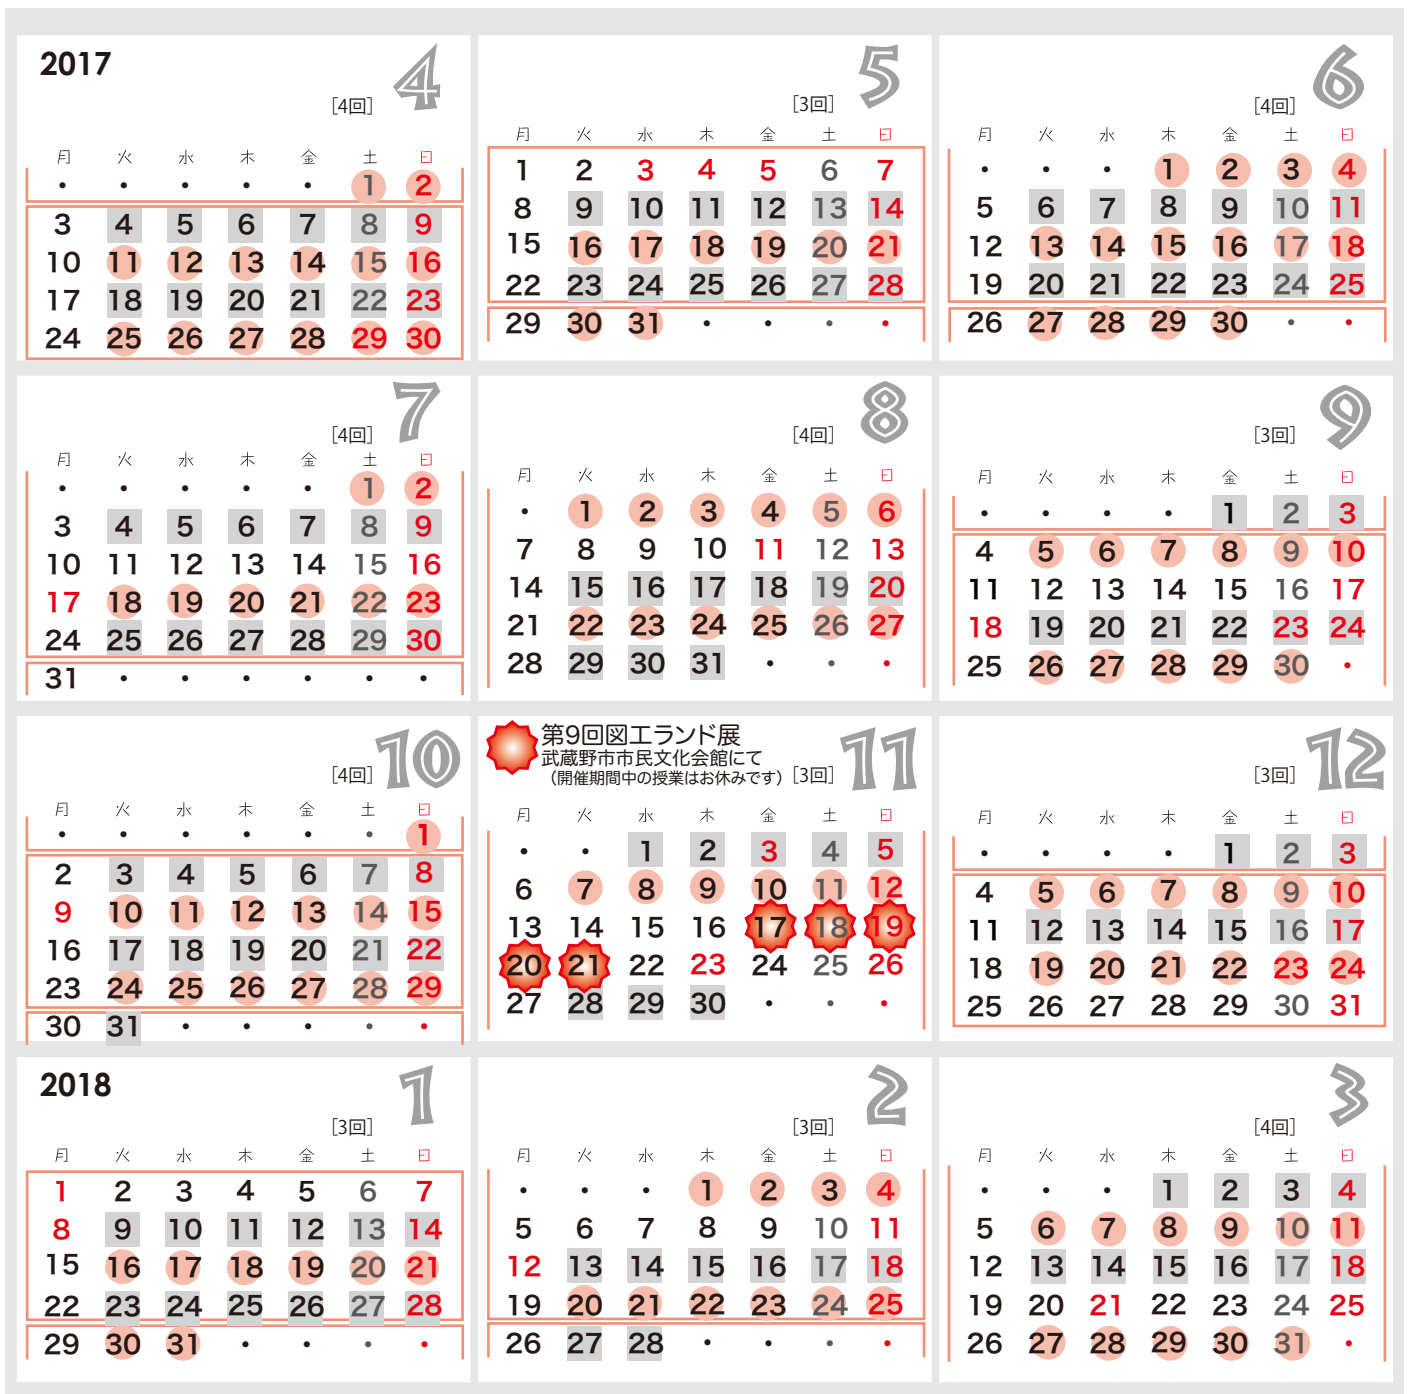 2017
4
[4回]
月 火 水 木 金 土 日
・ ・ ・ ・ ・ 1 2
3 4 5 6 7 8 9
10 11 12 13 14 15 16
17 18 19 20 21 22 23
24 25 26 27 28 29 30
5
[3回]
月 火 水 木 金 土 日
1 2 3 4 5 6 7
8 9 10 11 12 13 14
15 16 17 18 19 20 21
22 23 24 25 26 27 28
29 30 31 ・ ・ ・ ・
6
[4回]
月 火 水 木 金 土 日
・ ・ ・ 1 2 3 4
5 6 7 8 9 10 11
12 13 14 15 16 17 18
19 20 21 22 23 24 25
26 27 28 29 30 ・ ・
7
[4回]
月 火 水 木 金 土 日
・ ・ ・ ・ ・ 1 2
3 4 5 6 7 8 9
10 11 12 13 14 15 16
17 18 19 20 21 22 23
24 25 26 27 28 29 30
31 ・ ・ ・ ・ ・ ・
8
[4回]
月 火 水 木 金 土 日
・ 1 2 3 4 5 6
7 8 9 10 11 12 13
14 15 16 17 18 19 20
21 22 23 24 25 26 27
28 29 30 31 ・ ・ ・
9
[3回]
月 火 水 木 金 土 日
・ ・ ・ ・ 1 2 3
4 5 6 7 8 9 10
11 12 13 14 15 16 17
18 19 20 21 22 23 24
25 26 27 28 29 30 ・
10
[4回]
月 火 水 木 金 土 日
・ ・ ・ ・ ・ ・ 1
2 3 4 5 6 7 8
9 10 11 12 13 14 15
16 17 18 19 20 21 22
23 24 25 26 27 28 29
30 31 ・ ・ ・ ・ ・
第9回図工ランド展
武蔵野市市民文化会館にて
(開催期間中の授業はお休みです)
[3回]
11
月 火 水 木 金 土 日
・ ・ 1 2 3 4 5
6 7 8 9 10 11 12
13 14 15 16 17 18 19
20 21 22 23 24 25 26
27 28 29 30 ・ ・ ・
12
[3回]
月 火 水 木 金 土 日
・ ・ ・ ・ 1 2 3
4 5 6 7 8 9 10
11 12 13 14 15 16 17
18 19 20 21 22 23 24
25 26 27 28 29 30 31
2018
1
[3回]
月 火 水 木 金 土 日
1 2 3 4 5 6 7
8 9 10 11 12 13 14
15 16 17 18 19 20 21
22 23 24 25 26 27 28
29 30 31 ・ ・ ・ ・
2
[3回]
月 火 水 木 金 土 日
・ ・ ・ 1 2 3 4
5 6 7 8 9 10 11
12 13 14 15 16 17 18
19 20 21 22 23 24 25
26 27 28 ・ ・ ・ ・
3
[4回]
月 火 水 木 金 土 日
・ ・ ・ 1 2 3 4
5 6 7 8 9 10 11
12 13 14 15 16 17 18
19 20 21 22 23 24 25
26 27 28 29 30 31 ・